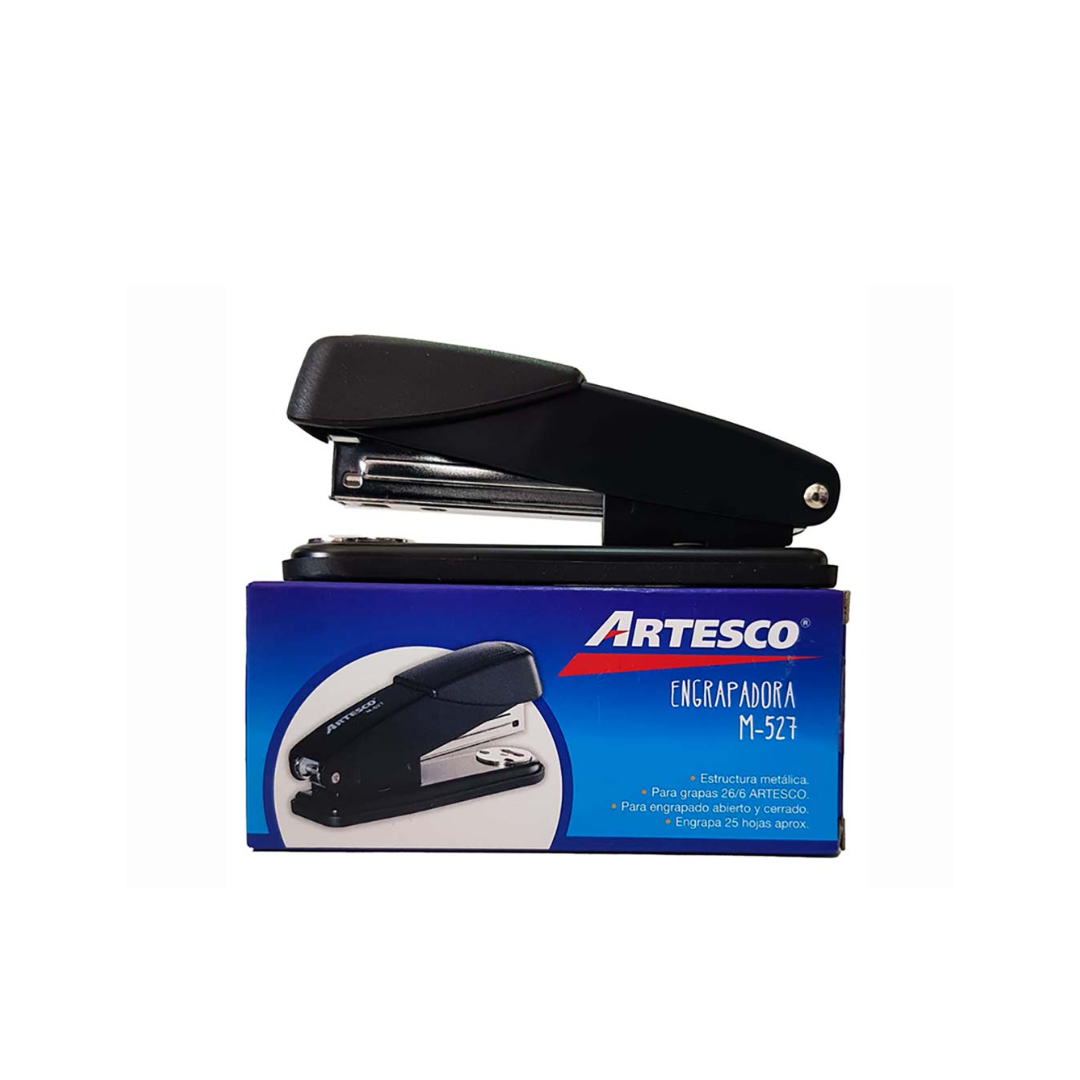 ARTESCO®
ENGRAPADORA
M-527
ARTESCO
M-527
• Estructura metálica.
• Para grapas 26/6 ARTESCO.
• Para engrapado abierto y cerrado.
• Engrapa 25 hojas aprox.